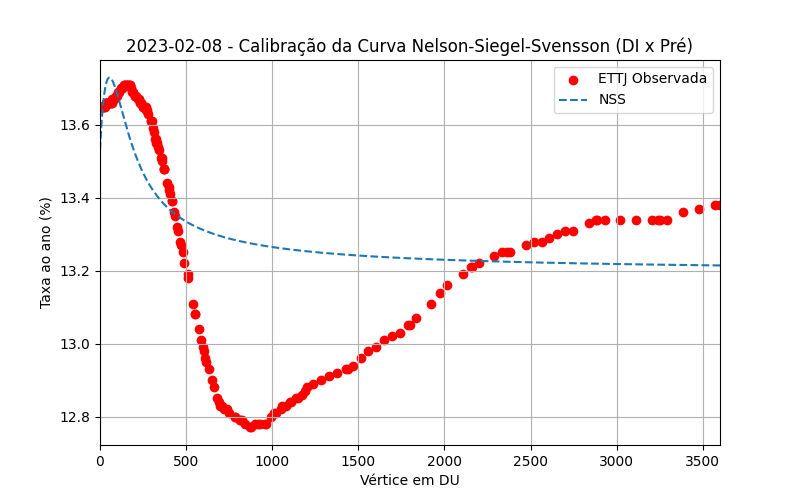 2023-02-08 - Calibração da Curva Nelson-Siegel-Svensson (DI x Pré)
ETTJ Observada
NSS
13.6
13.4
13.2
13.0
12.8
Taxa ao ano (%)
0 500 1000 1500 2000 2500 3000 3500
Vértice em DU